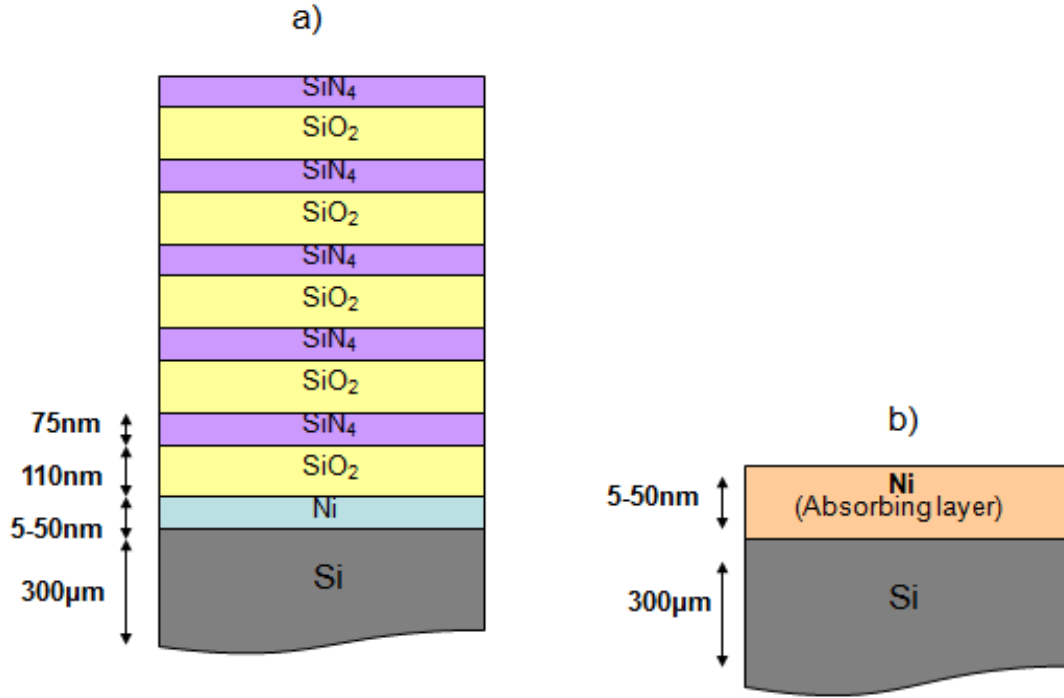 a)
SiN₄
SiO₂
SiN₄
SiO₂
SiN₄
SiO₂
SiN₄
SiO₂
75nm
SiN₄
110nm
SiO₂
5-50nm
Ni
300µm
Si
b)
5-50nm
Ni
(Absorbing layer)
300µm
Si